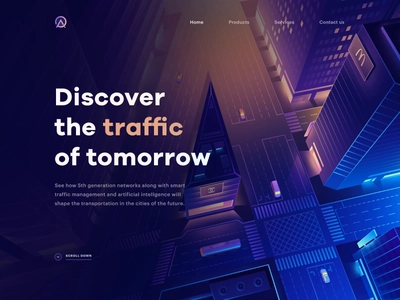 Home
Products
Services
Contact us
Discover
the traffic
of tomorrow
See how 5th generation networks along with smart
traffic management and artificial intelligence will
shape the transportation in the cities of the future.
SCROLL DOWN